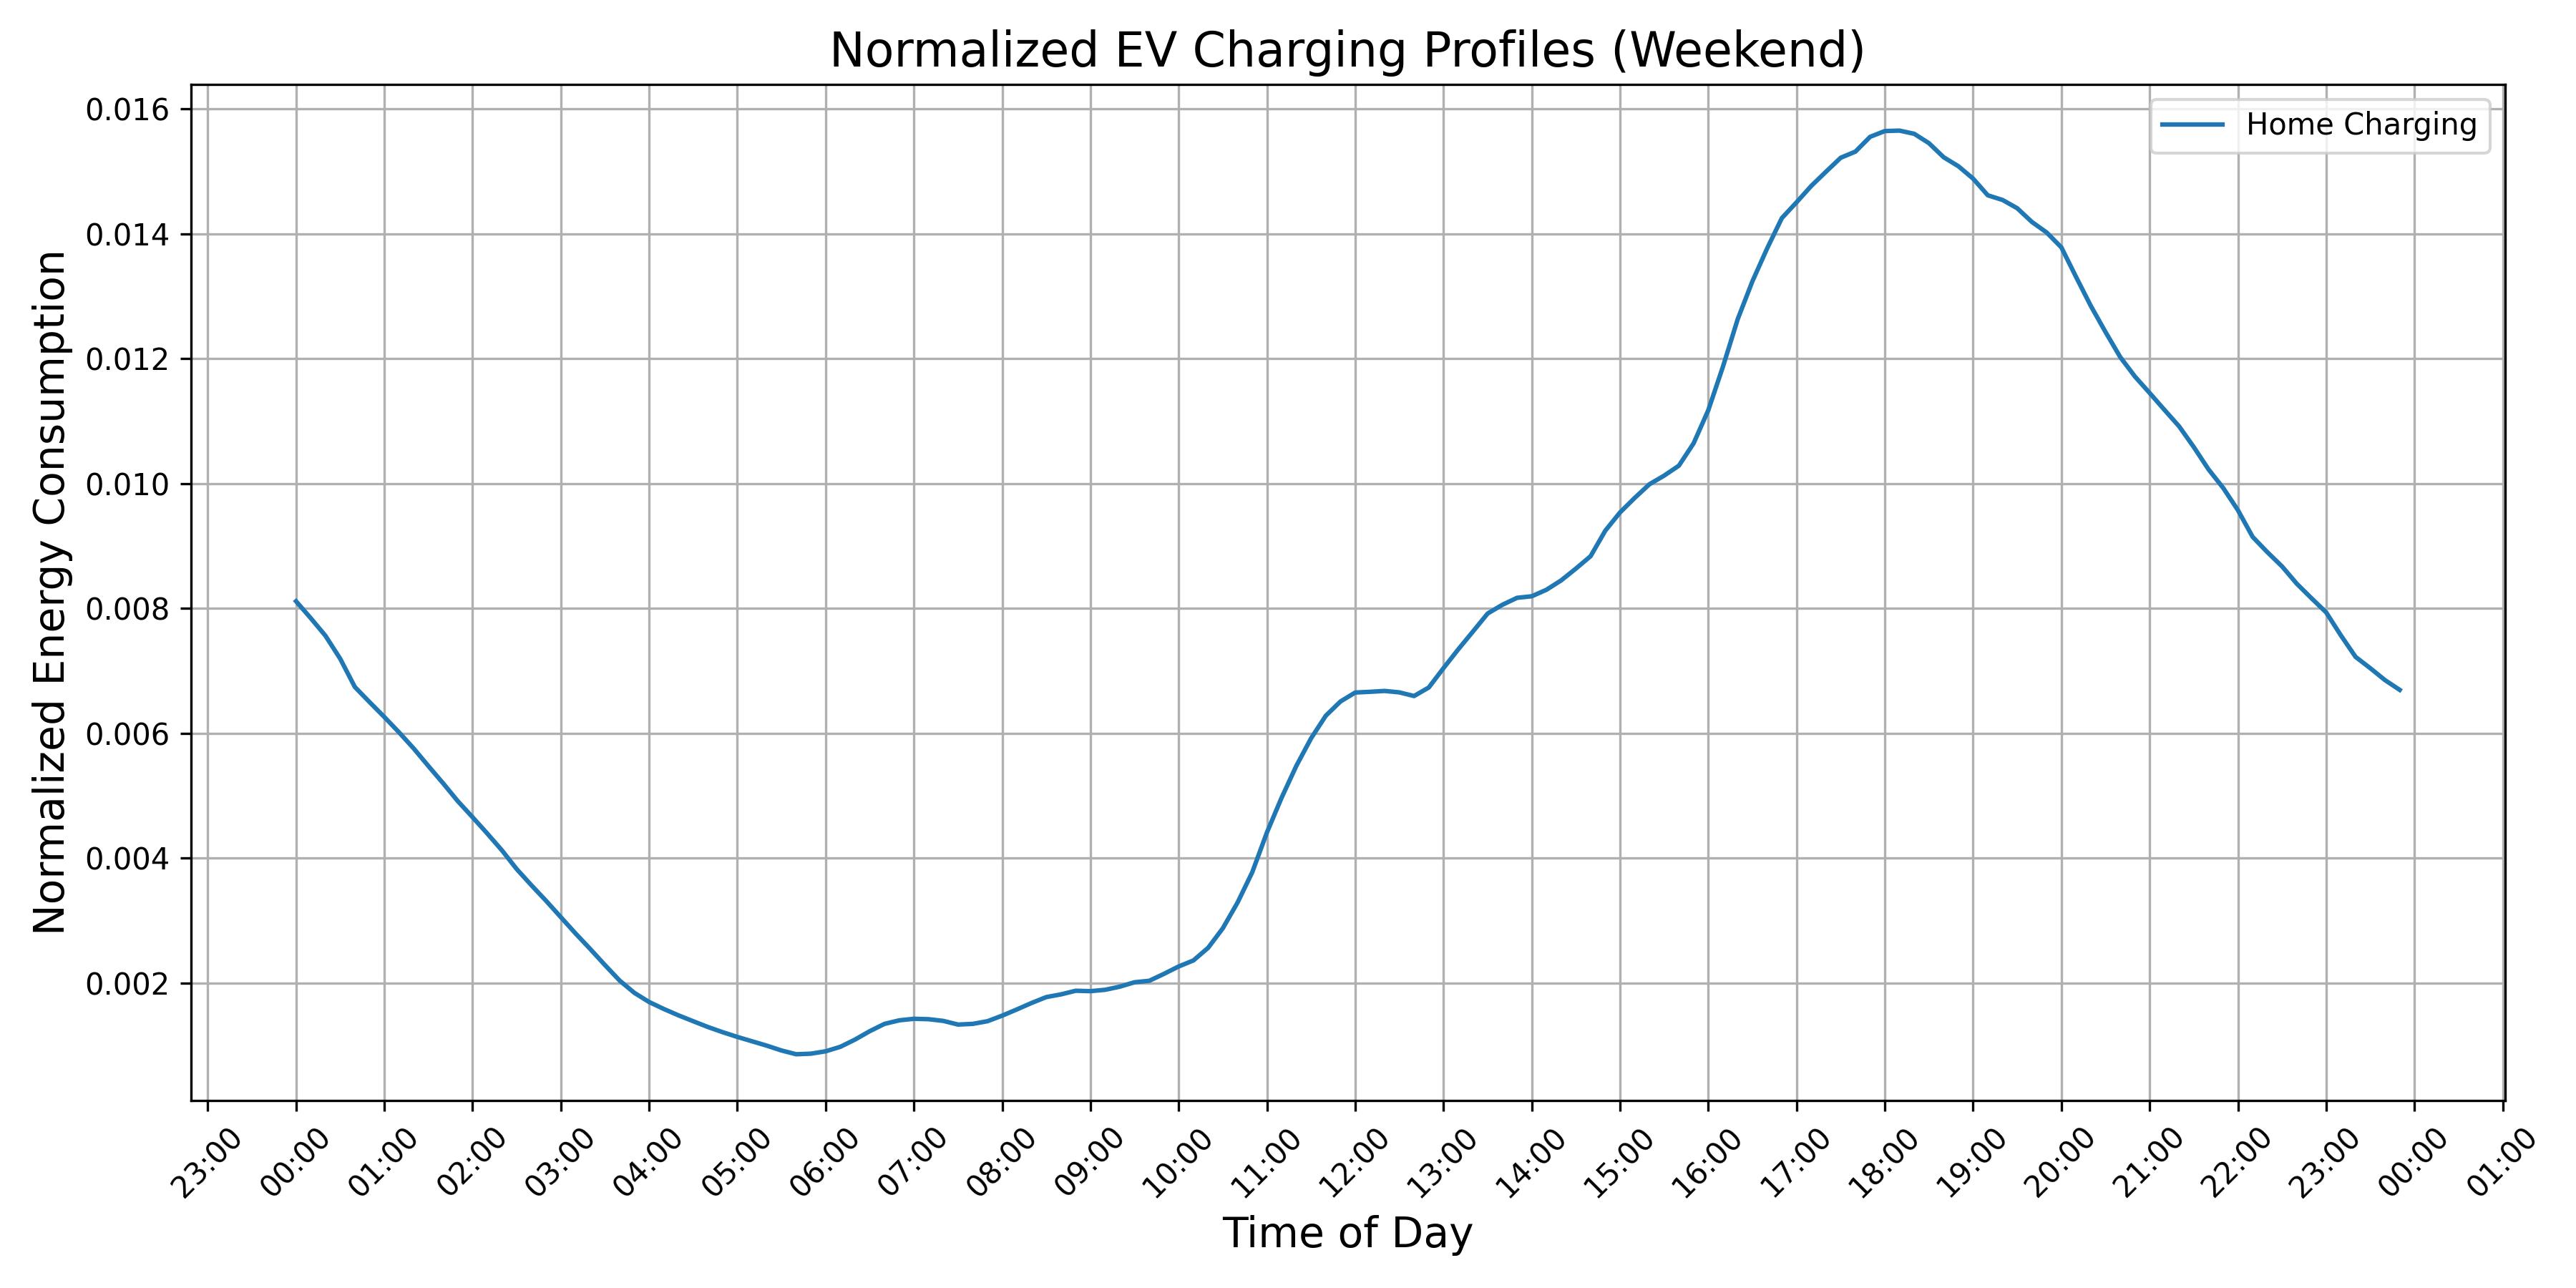 Normalized EV Charging Profiles (Weekend)
Home Charging
Normalized Energy Consumption
0.016
0.014
0.012
0.010
0.008
0.006
0.004
0.002
23:00 00:00 01:00 02:00 03:00 04:00 05:00 06:00 07:00 08:00 09:00 10:00 11:00 12:00 13:00 14:00 15:00 16:00 17:00 18:00 19:00 20:00 21:00 22:00 23:00 00:00 01:00
Time of Day